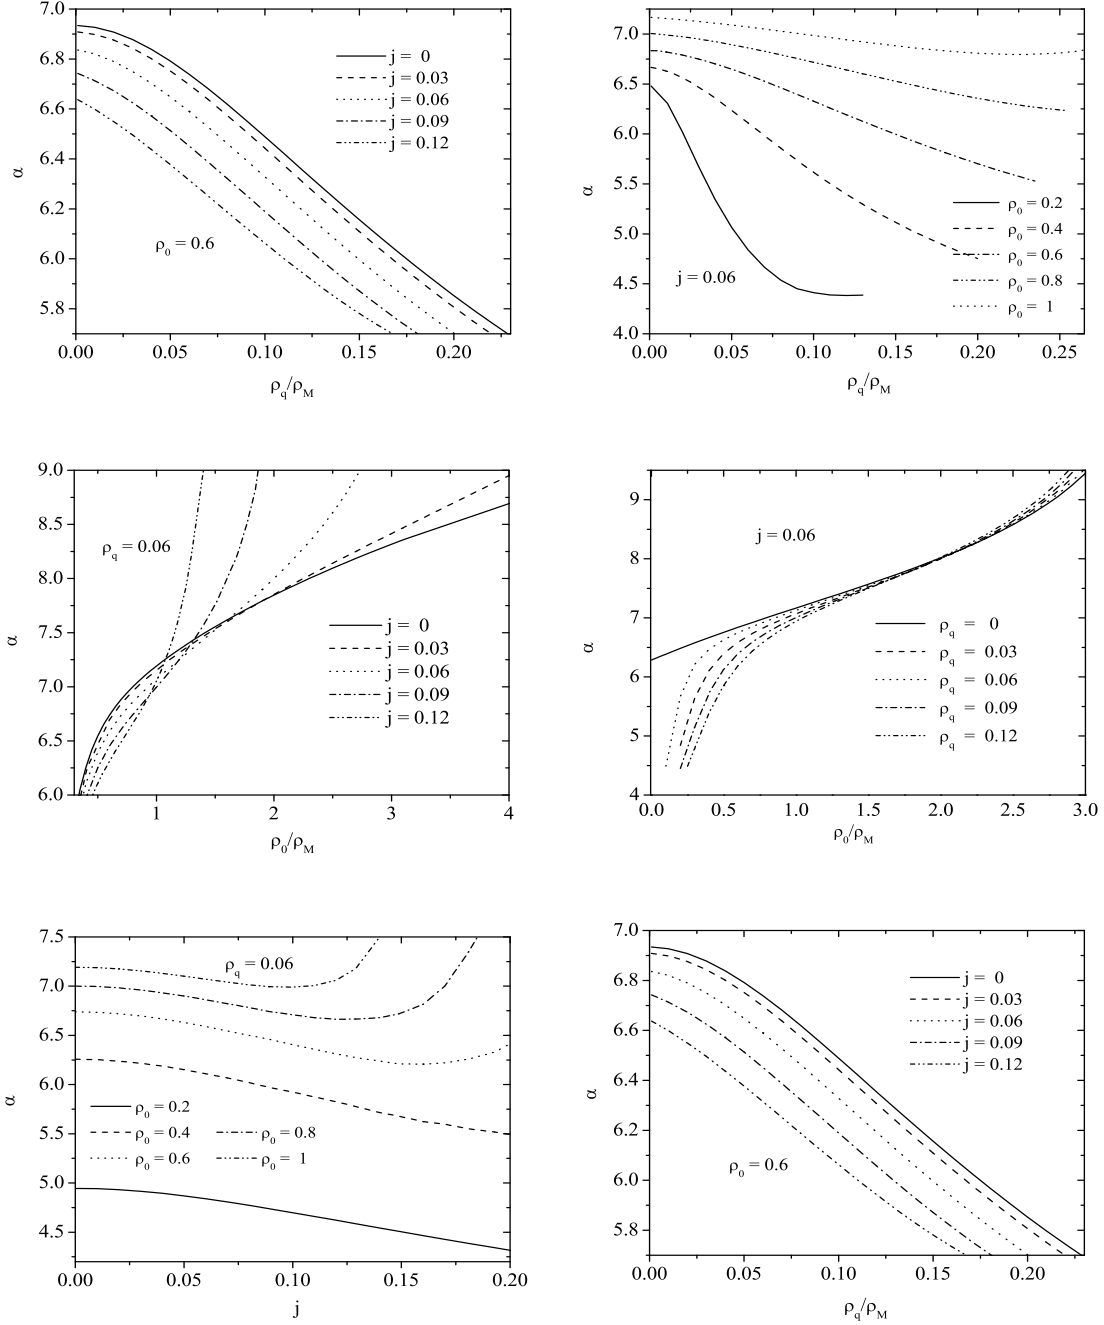 7.0
6.8
6.6
6.4
6.2
6.0
5.8
α
j = 0
j = 0.03
j = 0.06
j = 0.09
j = 0.12
ρ₀ = 0.6
0.00 0.05 0.10 0.15 0.20
ρq/ρM
7.0
6.5
6.0
5.5
5.0
4.5
4.0
α
j = 0.06
ρ₀ = 0.2
ρ₀ = 0.4
ρ₀ = 0.6
ρ₀ = 0.8
ρ₀ = 1
0.00 0.05 0.10 0.15 0.20 0.25
ρq/ρM
9.0
8.5
8.0
7.5
7.0
6.5
6.0
α
ρq = 0.06
j = 0
j = 0.03
j = 0.06
j = 0.09
j = 0.12
1 2 3 4
ρ₀/ρM
9
8
7
6
5
4
α
j = 0.06
ρq = 0
ρq = 0.03
ρq = 0.06
ρq = 0.09
ρq = 0.12
0.0 0.5 1.0 1.5 2.0 2.5 3.0
ρ₀/ρM
7.5
7.0
6.5
6.0
5.5
5.0
4.5
α
ρq = 0.06
ρ₀ = 0.2
ρ₀ = 0.4 ρ₀ = 0.8
ρ₀ = 0.6 ρ₀ = 1
0.00 0.05 0.10 0.15 0.20
j
7.0
6.8
6.6
6.4
6.2
6.0
5.8
α
j = 0
j = 0.03
j = 0.06
j = 0.09
j = 0.12
ρ₀ = 0.6
0.00 0.05 0.10 0.15 0.20
ρq/ρM